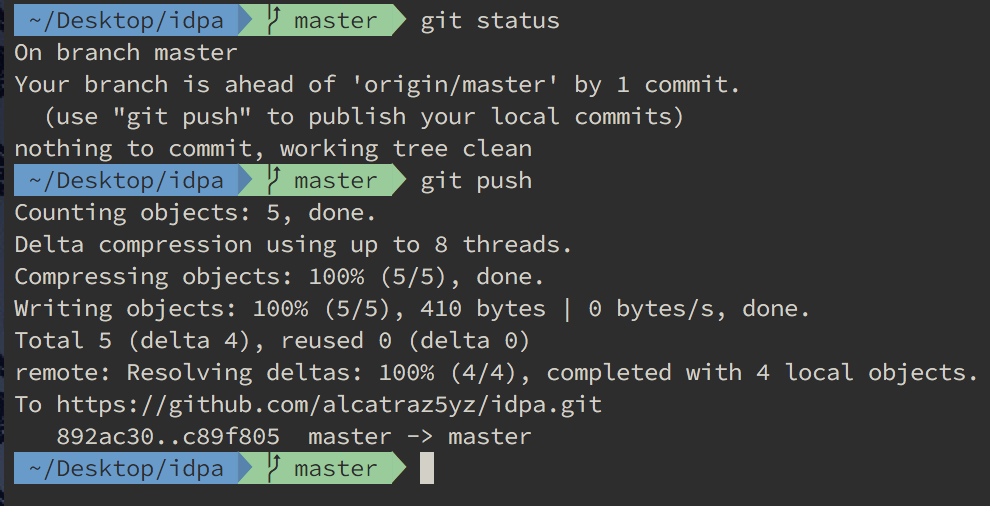 ~/Desktop/idpa master git status
On branch master
Your branch is ahead of 'origin/master' by 1 commit.
  (use "git push" to publish your local commits)
nothing to commit, working tree clean
~/Desktop/idpa master git push
Counting objects: 5, done.
Delta compression using up to 8 threads.
Compressing objects: 100% (5/5), done.
Writing objects: 100% (5/5), 410 bytes | 0 bytes/s, done.
Total 5 (delta 4), reused 0 (delta 0)
remote: Resolving deltas: 100% (4/4), completed with 4 local objects.
To https://github.com/alcatraz5yz/idpa.git
   892ac30..c89f805  master -> master
~/Desktop/idpa master